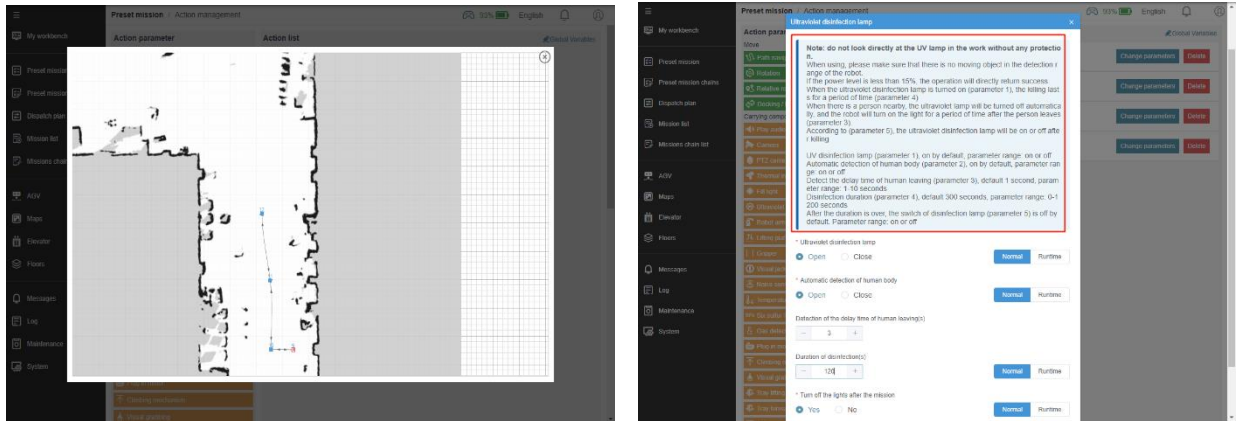 Preset mission / Action management
93%
English
My workbench
Action parameter
Action list
Global Variables
Preset mission
Preset mission
Dispatch plan
Mission list
Missions chain
AGV
Maps
Elevator
Floors
Messages
Log
Maintenance
System
Climbing mechanism
Visual gradienter
Preset mission / Action management
93%
English
Ultraviolet disinfection lamp
My workbench
Action parameter
Global Variables
Note: do not look directly at the UV lamp in the work without any protectio
n.
When using, please make sure that there is no moving object in the detection r
ange of the robot.
If the power level is less than 15%, the operation will directly return success
When the ultraviolet disinfection lamp is turned on (parameter 1), the killing last
s for a period of time (parameter 4)
When there is a person nearby, the ultraviolet lamp will be turned off automatica
lly, and the robot will turn on the light for a period of time after the person leaves
(parameter 3)
According to (parameter 5), the ultraviolet disinfection lamp will be on or off afte
r killing
UV disinfection lamp (parameter 1), on by default, parameter range: on or off
Automatic detection of human body (parameter 2), on by default, parameter ran
ge: on or off
Detect the delay time of human leaving (parameter 3), default 1 second, param
eter range: 1-10 seconds
Disinfection duration (parameter 4), default 300 seconds, parameter range: 0-1
200 seconds
After the duration is over, the switch of disinfection lamp (parameter 5) is off by
default. Parameter range: on or off
Move
Rotation
Preset mission
Preset mission chains
Dispatch plan
Mission list
Missions chain list
AGV
Maps
Elevator
Floors
Messages
Log
Maintenance
System
Camera
Fill light
Gripper
Change parameters Delete
Change parameters Delete
Change parameters Delete
* Ultraviolet disinfection lamp
Open Close Normal Runtime
* Automatic detection of human body
Open Close Normal Runtime
Detection of the delay time of human leaving(s)
- 3 +
Duration of disinfection(s)
- 120 + Normal Runtime
* Turn off the lights after the mission
Yes No Normal Runtime